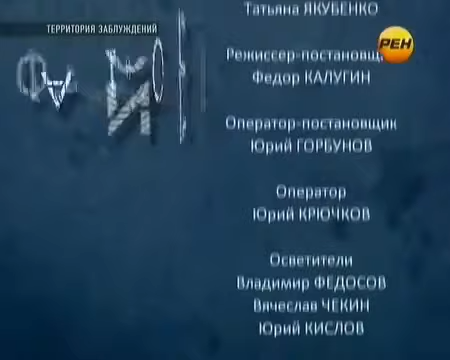 ТЕРРИТОРИЯ ЗАБЛУЖДЕНИЙ
РЕН
Татьяна ЯКУБЕНКО
Режиссер-постановщик
Федор КАЛУГИН
Оператор-постановщик
Юрий ГОРБУНОВ
Оператор
Юрий КРЮЧКОВ
Осветители
Владимир ФЕДОСОВ
Вячеслав ЧЕКИН
Юрий КИСЛОВ